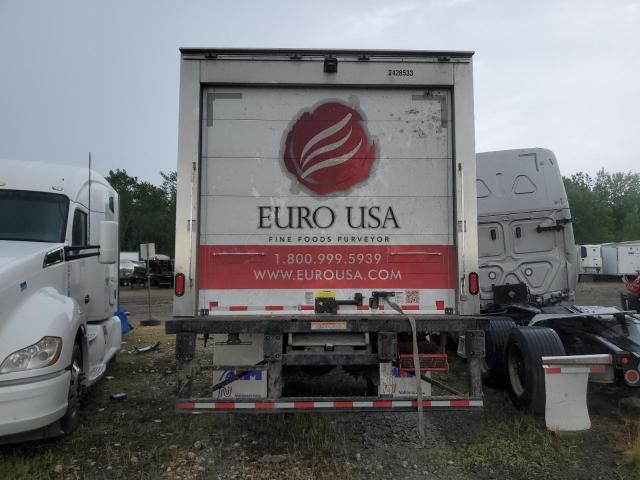 2428533
EURO USA
FINE FOODS PURVEYOR
1.800.999.5939
WWW.EUROUSA.COM